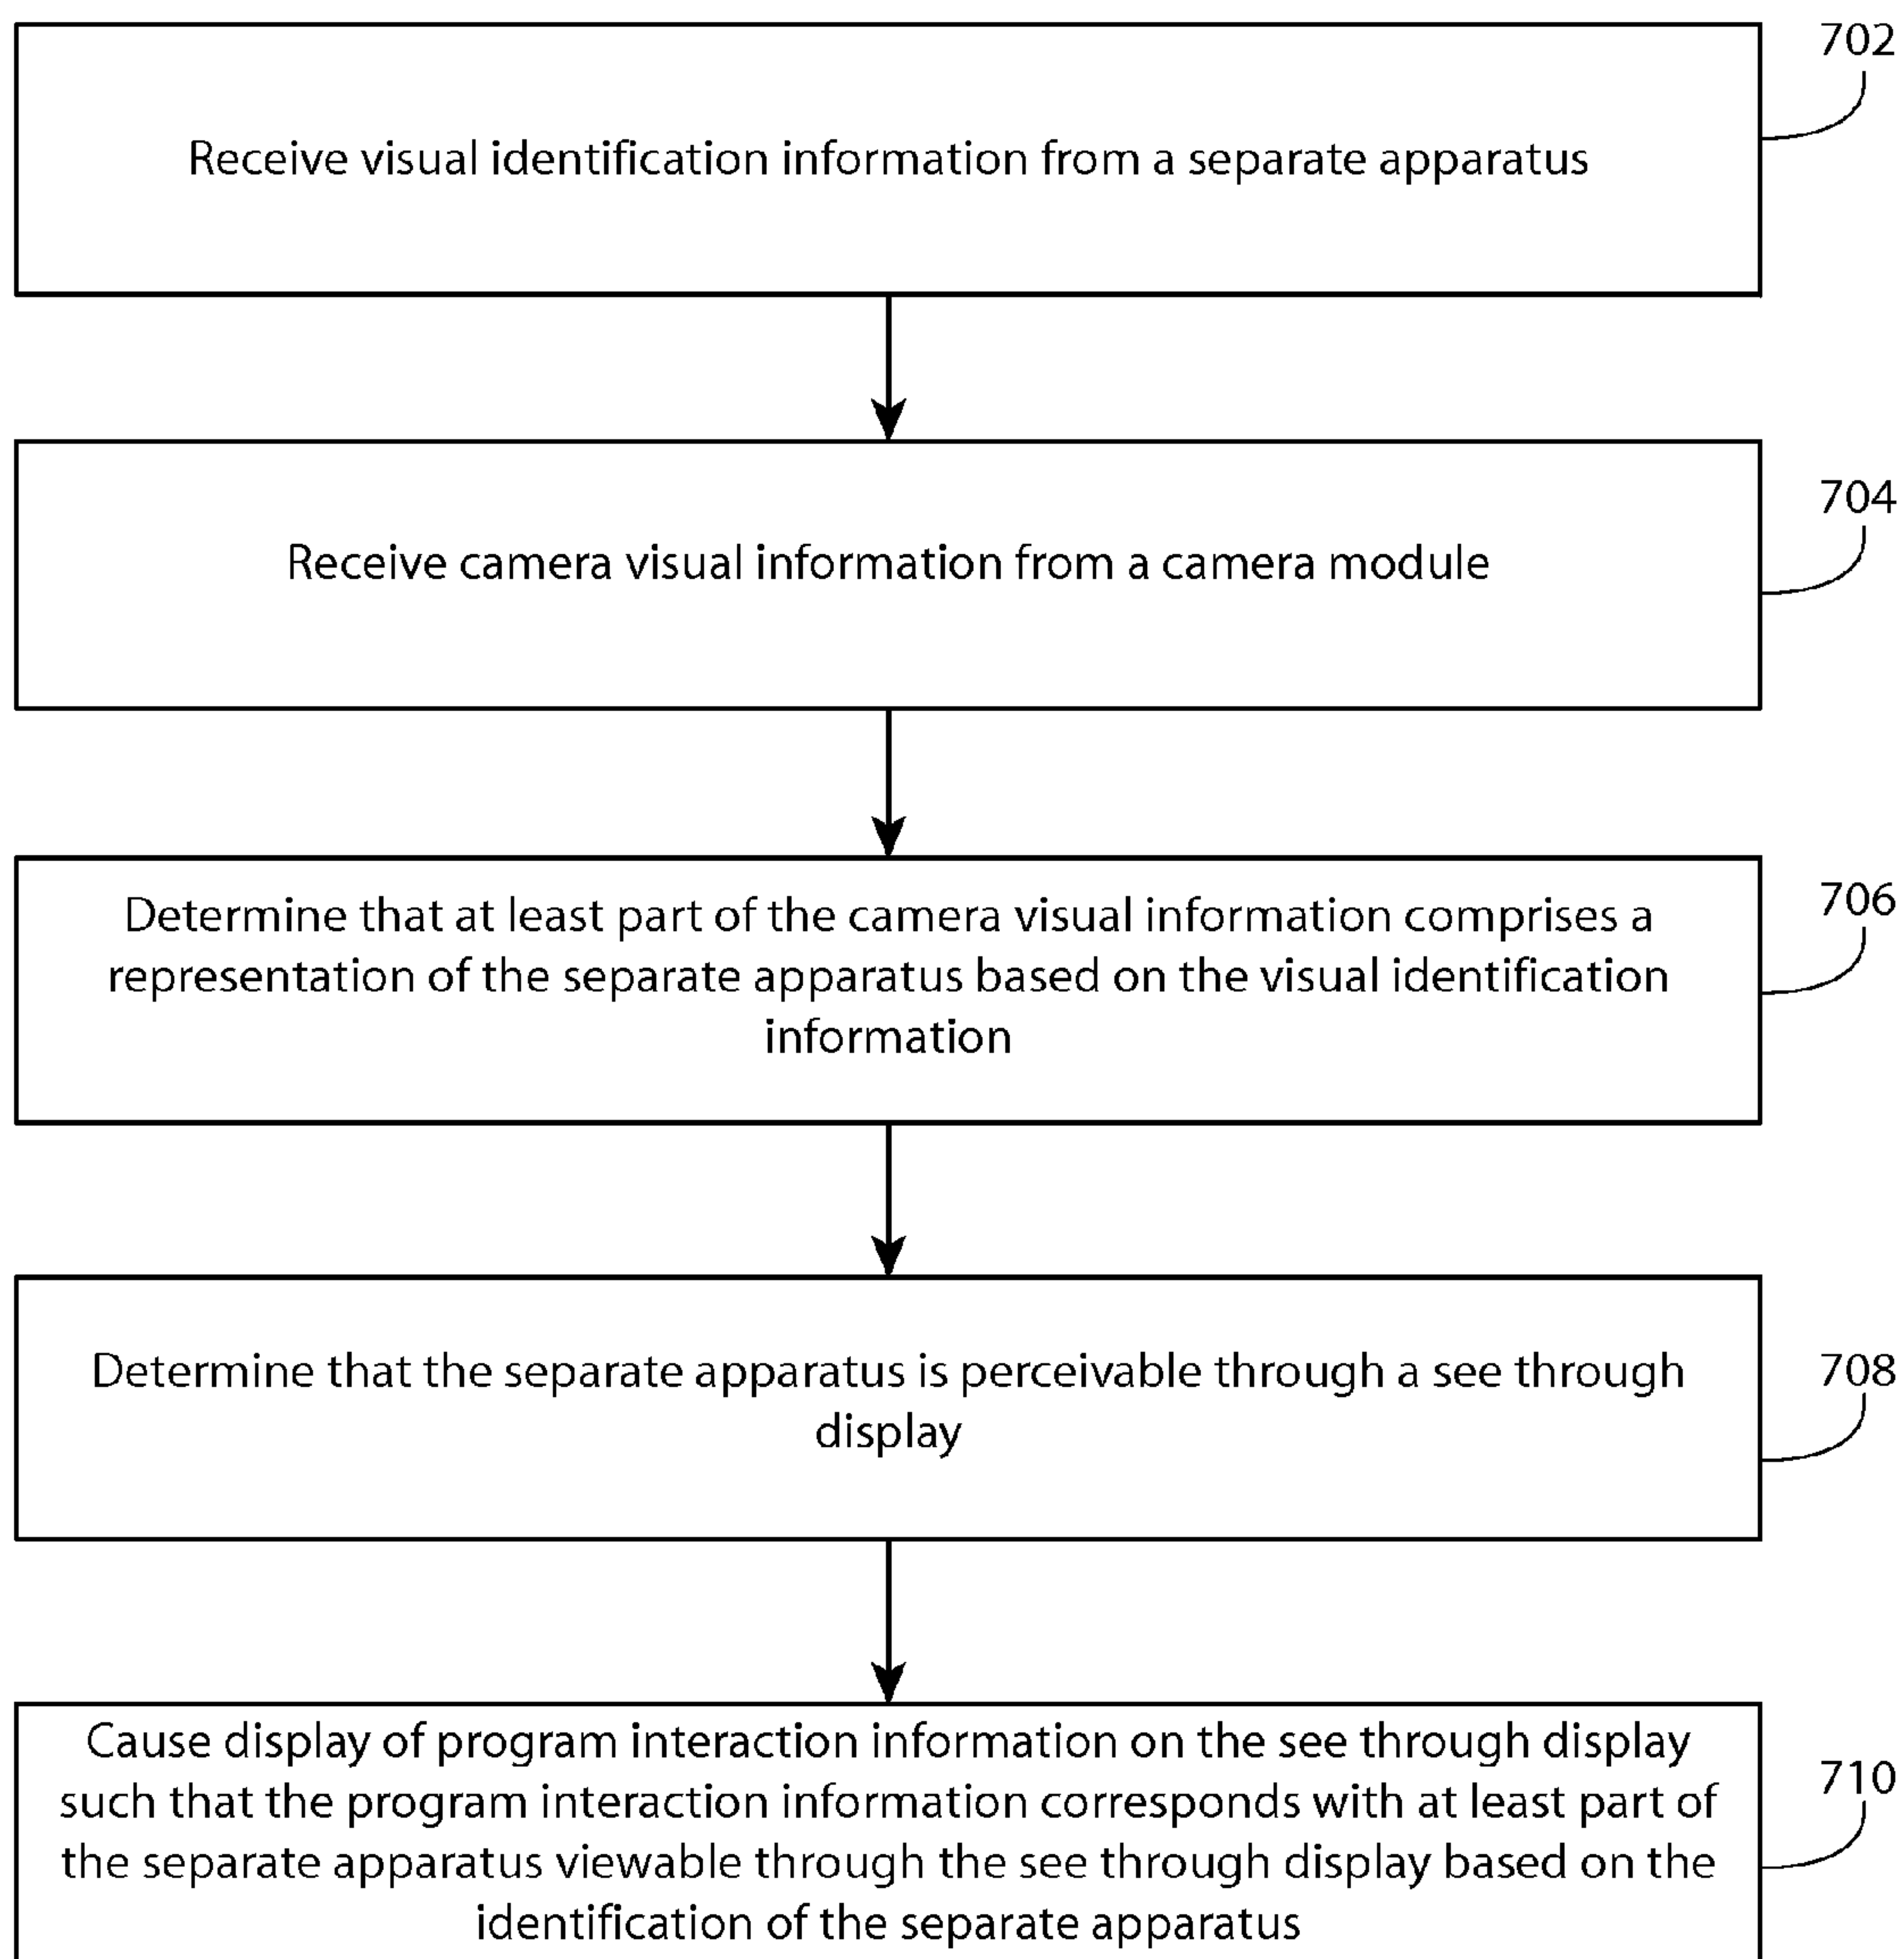 702
Receive visual identification information from a separate apparatus
704
Receive camera visual information from a camera module
706
Determine that at least part of the camera visual information comprises a
representation of the separate apparatus based on the visual identification
information
708
Determine that the separate apparatus is perceivable through a see through
display
Cause display of program interaction information on the see through display
such that the program interaction information corresponds with at least part of
the separate apparatus viewable through the see through display based on the
identification of the separate apparatus
710